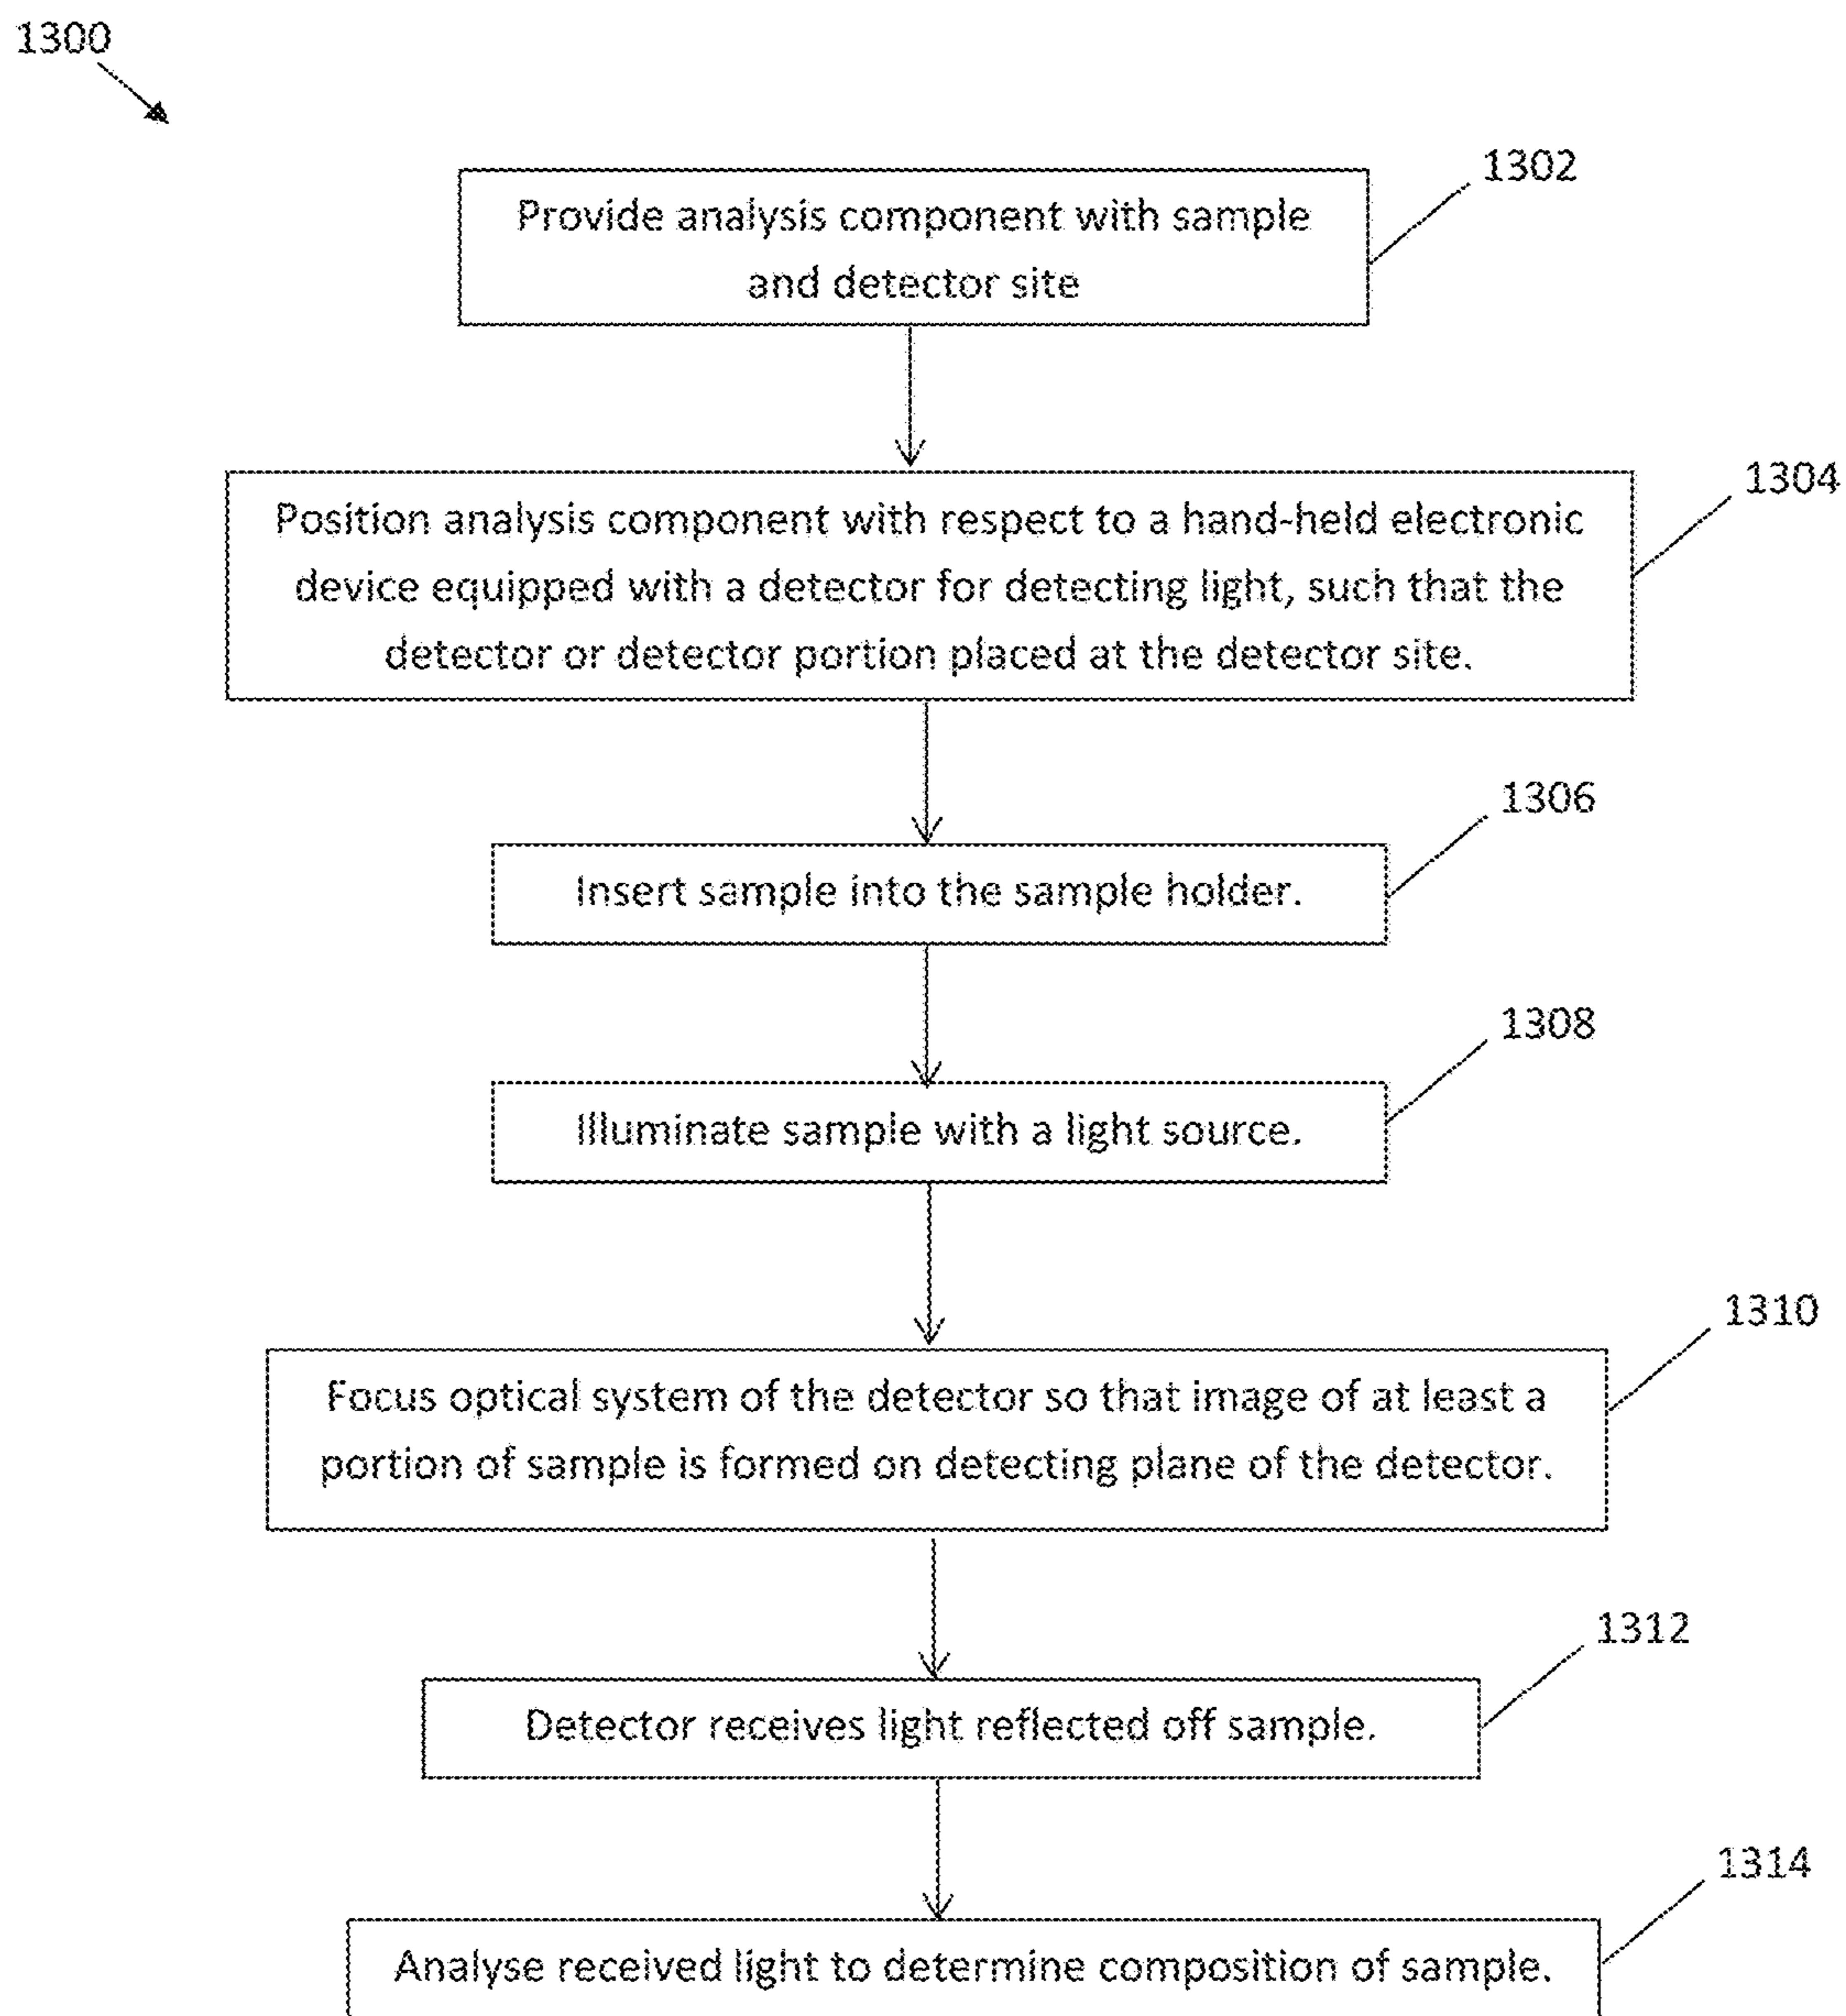 1300
1302
Provide analysis component with sample
and detector site
1304
Position analysis component with respect to a hand-held electronic
device equipped with a detector for detecting light, such that the
detector or detector portion placed at the detector site.
1306
Insert sample into the sample holder.
1308
Illuminate sample with a light source.
1310
Focus optical system of the detector so that image of at least a
portion of sample is formed on detecting plane of the detector.
1312
Detector receives light reflected off sample.
1314
Analyse received light to determine composition of sample.